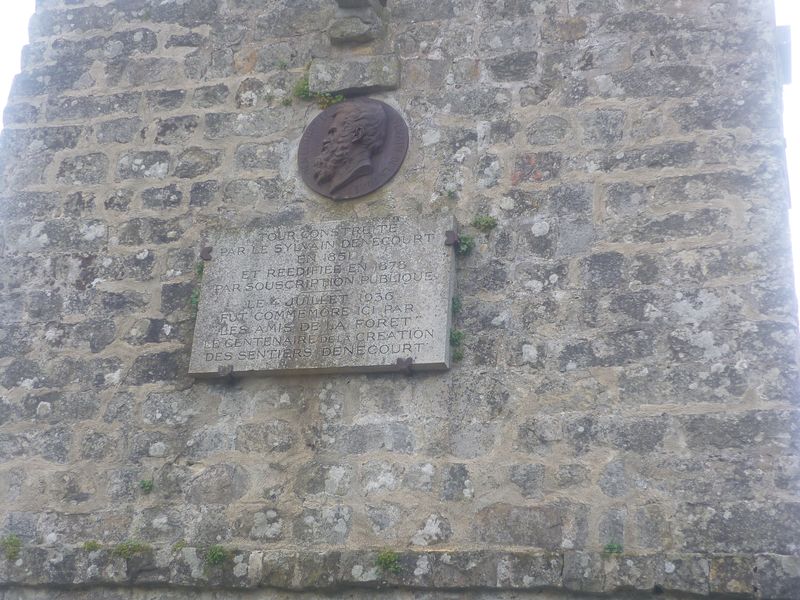 TOUR CONSTRUITE
PAR LE SYLVAIN DENECOURT
EN 1851
ET REEDIFIEE EN 1878
PAR SOUSCRIPTION PUBLIQUE
LE JUILLET 1936
FUT COMMEMORE ICI PAR
LES AMIS DE LA FORET
LE CENTENAIRE DE LA CREATION
DES SENTIERS DENECOURT